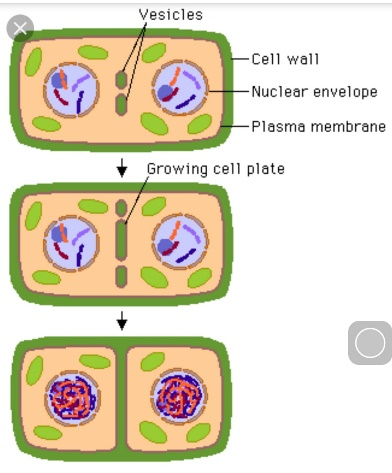 Vesicles
Cell wall
Nuclear envelope
Plasma membrane
Growing cell plate